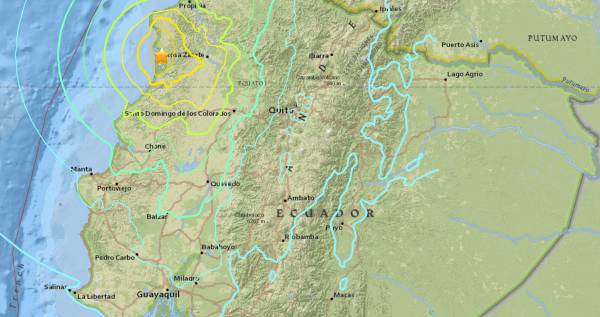 Propicia
Ipiales
Rosa Zarate
Ibarra
Puerto Asis
PUTUMAYO
Lago Agrio
Putumayo
Quito
Santo Domingo de los Colorados
Chone
Manta
Portoviejo
Quevedo
Ambato
ECUADOR
Balzar
Puyo
Riobamba
Babahoyo
Pedro Carbo
Milagro
Salinas
La Libertad
Guayaquil
Macas